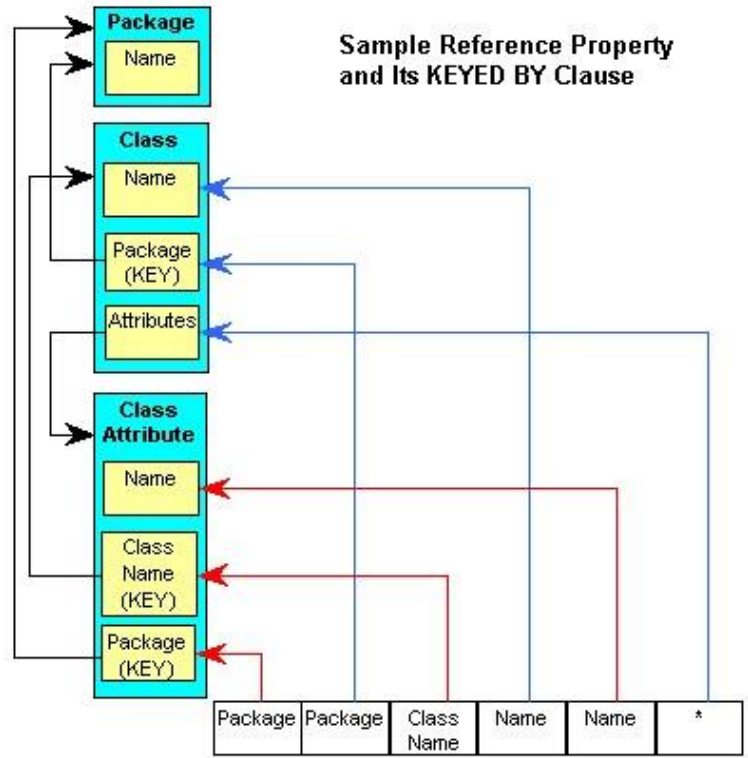 Package
Name
Sample Reference Property
and Its KEYED BY Clause
Class
Name
Package
(KEY)
Attributes
Class
Attribute
Name
Class
Name
(KEY)
Package
(KEY)
Package Package Class Name Name *
Name